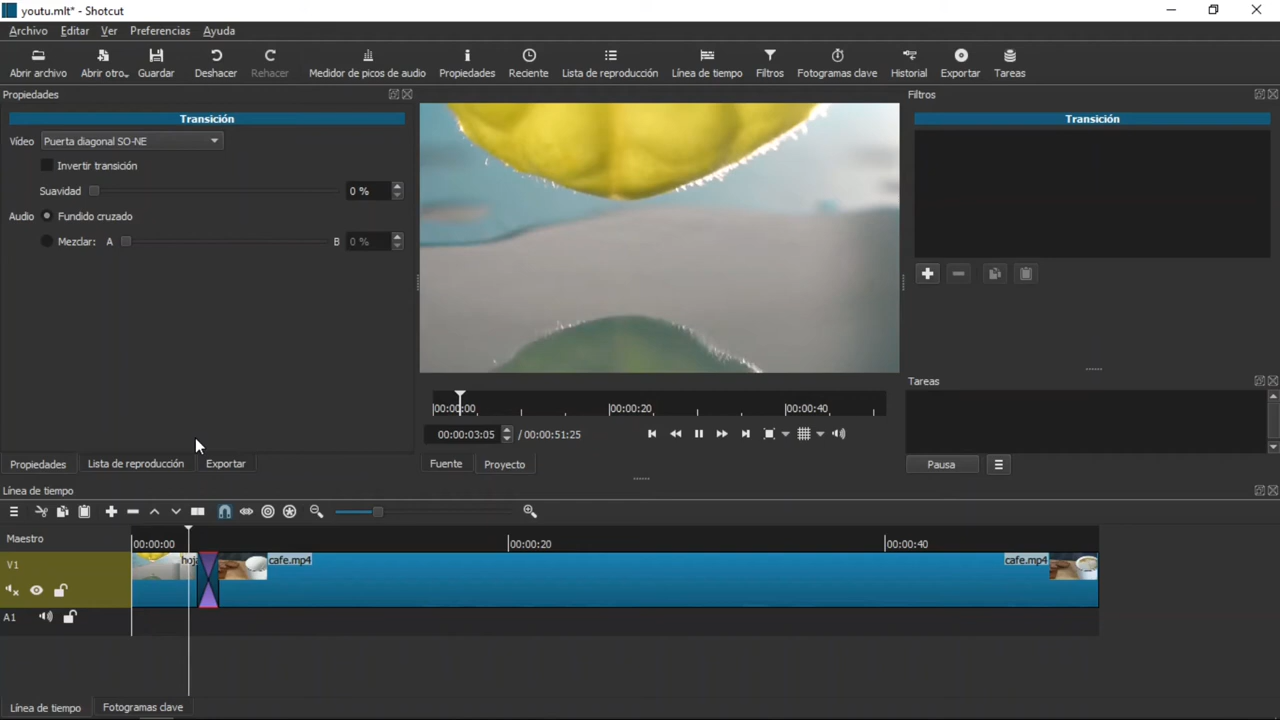 youtu.mlt* - Shotcut
Archivo Editar Ver Preferencias Ayuda
Abrir archivo Abrir otro Guardar Deshacer Rehacer Medidor de picos de audio Propiedades Reciente Lista de reproducción Línea de tiempo Filtros Fotogramas clave Historial Exportar Tareas
Propiedades
Filtros
Transición
Transición
Vídeo Puerta diagonal SO-NE
Invertir transición
Suavidad 0 %
Audio Fundido cruzado
Mezclar: A B 0 %
Tareas
00:00:00 00:00:20 00:00:40
00:00:03:05 / 00:00:51:25
Propiedades Lista de reproducción Exportar
Fuente Proyecto
Pausa
Línea de tiempo
Maestro
00:00:00 00:00:20 00:00:40
V1
hoj cafe.mp4 cafe.mp4
A1
Línea de tiempo Fotogramas clave